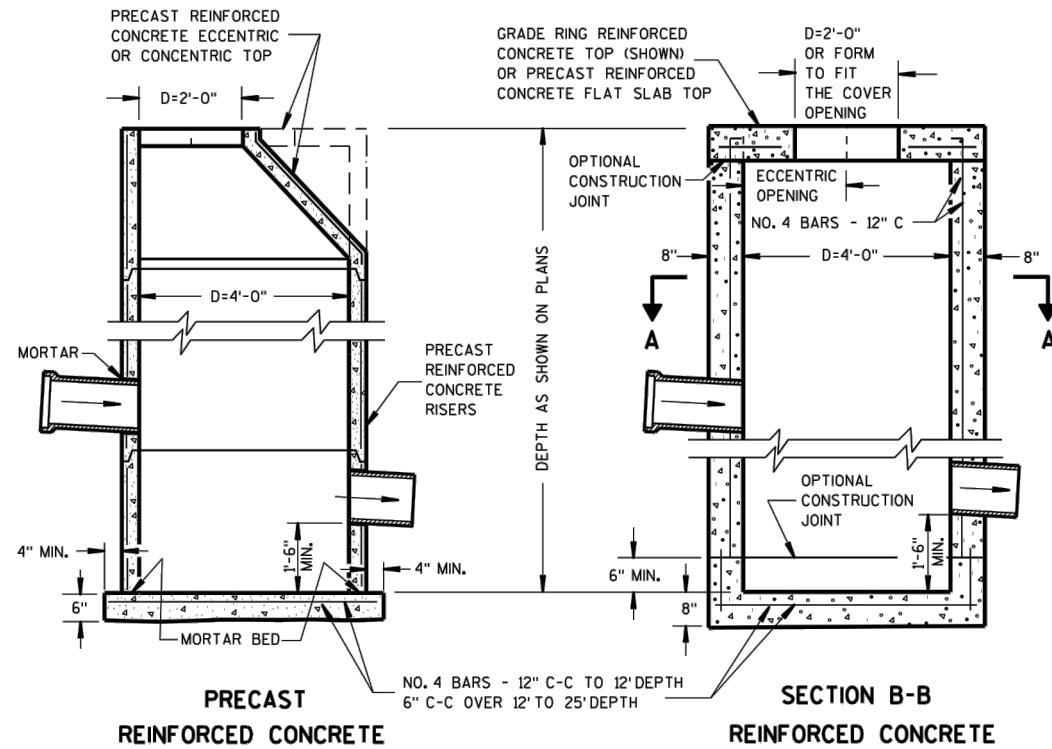 PRECAST REINFORCED
CONCRETE ECCENTRIC
OR CONCENTRIC TOP
D=2'-0"
D=4'-0"
MORTAR
PRECAST
REINFORCED
CONCRETE
RISERS
4" MIN.
1'-6"
MIN.
4" MIN.
6"
MORTAR BED
PRECAST
REINFORCED CONCRETE
DEPTH AS SHOWN ON PLANS
NO. 4 BARS - 12" C-C TO 12' DEPTH
6" C-C OVER 12' TO 25' DEPTH
GRADE RING REINFORCED
CONCRETE TOP (SHOWN)
OR PRECAST REINFORCED
CONCRETE FLAT SLAB TOP
D=2'-0"
OR FORM
TO FIT
THE COVER
OPENING
OPTIONAL
CONSTRUCTION
JOINT
ECCENTRIC
OPENING
NO. 4 BARS - 12" C
8"
D=4'-0"
8"
A
A
OPTIONAL
CONSTRUCTION
JOINT
1'-6"
MIN.
6" MIN.
8"
SECTION B-B
REINFORCED CONCRETE